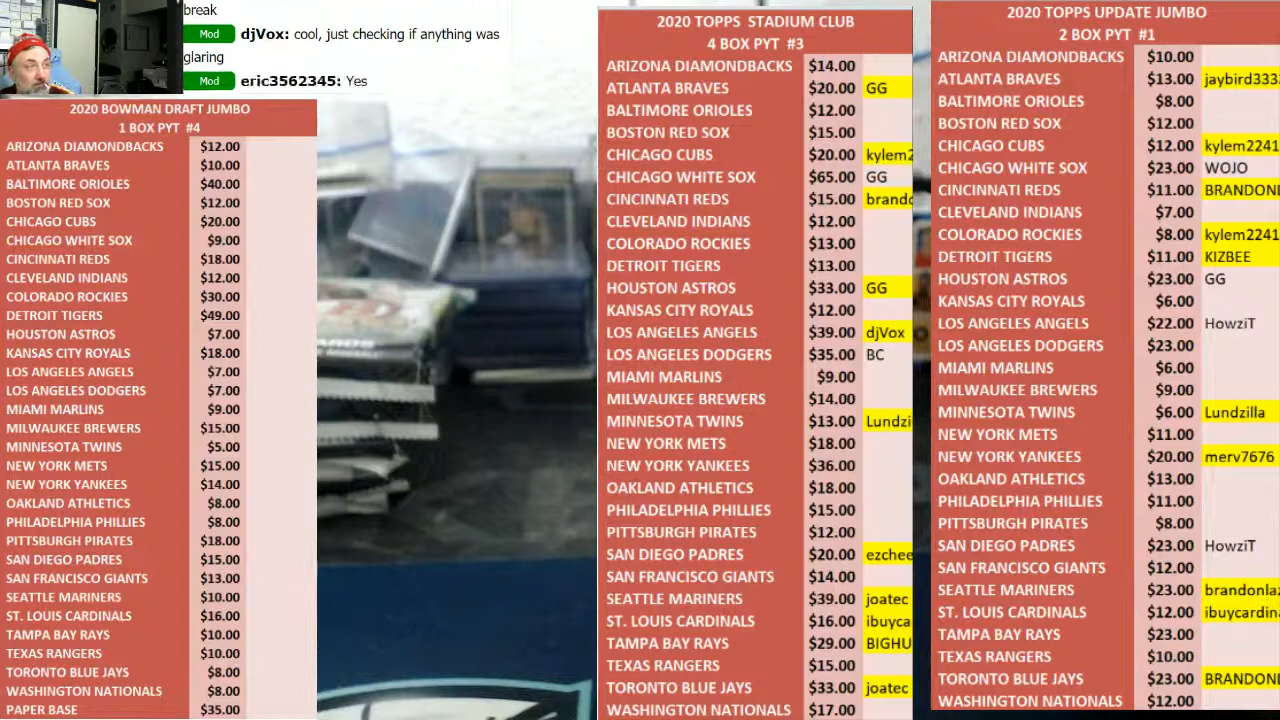 break
Mod djVox: cool, just checking if anything was
glaring
Mod eric3562345: Yes
2020 BOWMAN DRAFT JUMBO
1 BOX PYT #4
ARIZONA DIAMONDBACKS $12.00
ATLANTA BRAVES $10.00
BALTIMORE ORIOLES $40.00
BOSTON RED SOX $12.00
CHICAGO CUBS $20.00
CHICAGO WHITE SOX $9.00
CINCINNATI REDS $18.00
CLEVELAND INDIANS $12.00
COLORADO ROCKIES $30.00
DETROIT TIGERS $49.00
HOUSTON ASTROS $7.00
KANSAS CITY ROYALS $18.00
LOS ANGELES ANGELS $7.00
LOS ANGELES DODGERS $7.00
MIAMI MARLINS $9.00
MILWAUKEE BREWERS $15.00
MINNESOTA TWINS $5.00
NEW YORK METS $15.00
NEW YORK YANKEES $14.00
OAKLAND ATHLETICS $8.00
PHILADELPHIA PHILLIES $8.00
PITTSBURGH PIRATES $18.00
SAN DIEGO PADRES $15.00
SAN FRANCISCO GIANTS $13.00
SEATTLE MARINERS $10.00
ST. LOUIS CARDINALS $16.00
TAMPA BAY RAYS $10.00
TEXAS RANGERS $10.00
TORONTO BLUE JAYS $8.00
WASHINGTON NATIONALS $8.00
PAPER BASE $35.00
2020 TOPPS STADIUM CLUB
4 BOX PYT #3
ARIZONA DIAMONDBACKS $14.00
ATLANTA BRAVES $20.00 GG
BALTIMORE ORIOLES $12.00
BOSTON RED SOX $15.00
CHICAGO CUBS $20.00 kylem2
CHICAGO WHITE SOX $65.00 GG
CINCINNATI REDS $15.00 brando
CLEVELAND INDIANS $12.00
COLORADO ROCKIES $13.00
DETROIT TIGERS $13.00
HOUSTON ASTROS $33.00 GG
KANSAS CITY ROYALS $12.00
LOS ANGELES ANGELS $39.00 djVox
LOS ANGELES DODGERS $35.00 BC
MIAMI MARLINS $9.00
MILWAUKEE BREWERS $14.00
MINNESOTA TWINS $13.00 Lundzi
NEW YORK METS $18.00
NEW YORK YANKEES $36.00
OAKLAND ATHLETICS $18.00
PHILADELPHIA PHILLIES $15.00
PITTSBURGH PIRATES $12.00
SAN DIEGO PADRES $20.00 ezchee
SAN FRANCISCO GIANTS $14.00
SEATTLE MARINERS $39.00 joatec
ST. LOUIS CARDINALS $16.00 ibuyca
TAMPA BAY RAYS $29.00 BIGHU
TEXAS RANGERS $15.00
TORONTO BLUE JAYS $33.00 joatec
WASHINGTON NATIONALS $17.00
2020 TOPPS UPDATE JUMBO
2 BOX PYT #1
ARIZONA DIAMONDBACKS $10.00
ATLANTA BRAVES $13.00 jaybird333
BALTIMORE ORIOLES $8.00
BOSTON RED SOX $12.00
CHICAGO CUBS $12.00 kylem2241
CHICAGO WHITE SOX $23.00 WOJO
CINCINNATI REDS $11.00 BRANDONL
CLEVELAND INDIANS $7.00
COLORADO ROCKIES $8.00 kylem2241
DETROIT TIGERS $11.00 KIZBEE
HOUSTON ASTROS $23.00 GG
KANSAS CITY ROYALS $6.00
LOS ANGELES ANGELS $22.00 HowziT
LOS ANGELES DODGERS $23.00
MIAMI MARLINS $6.00
MILWAUKEE BREWERS $9.00
MINNESOTA TWINS $6.00 Lundzilla
NEW YORK METS $11.00
NEW YORK YANKEES $20.00 merv7676
OAKLAND ATHLETICS $13.00
PHILADELPHIA PHILLIES $11.00
PITTSBURGH PIRATES $8.00
SAN DIEGO PADRES $23.00 HowziT
SAN FRANCISCO GIANTS $12.00
SEATTLE MARINERS $23.00 brandonlaz
ST. LOUIS CARDINALS $12.00 ibuycardina
TAMPA BAY RAYS $23.00
TEXAS RANGERS $10.00
TORONTO BLUE JAYS $23.00 BRANDONL
WASHINGTON NATIONALS $12.00